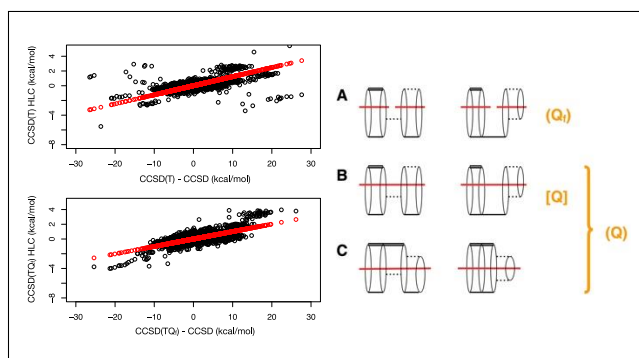 CCSD(T) HLC (kcal/mol)
4
2
0
−4
−8
−30
−20
−10
0
10
20
30
CCSD(T) - CCSD (kcal/mol)
CCSD(TQf) HLC (kcal/mol)
4
2
0
−4
−8
−30
−20
−10
0
10
20
30
CCSD(TQf) - CCSD (kcal/mol)
A
(Qf)
B
[Q]
(Q)
C